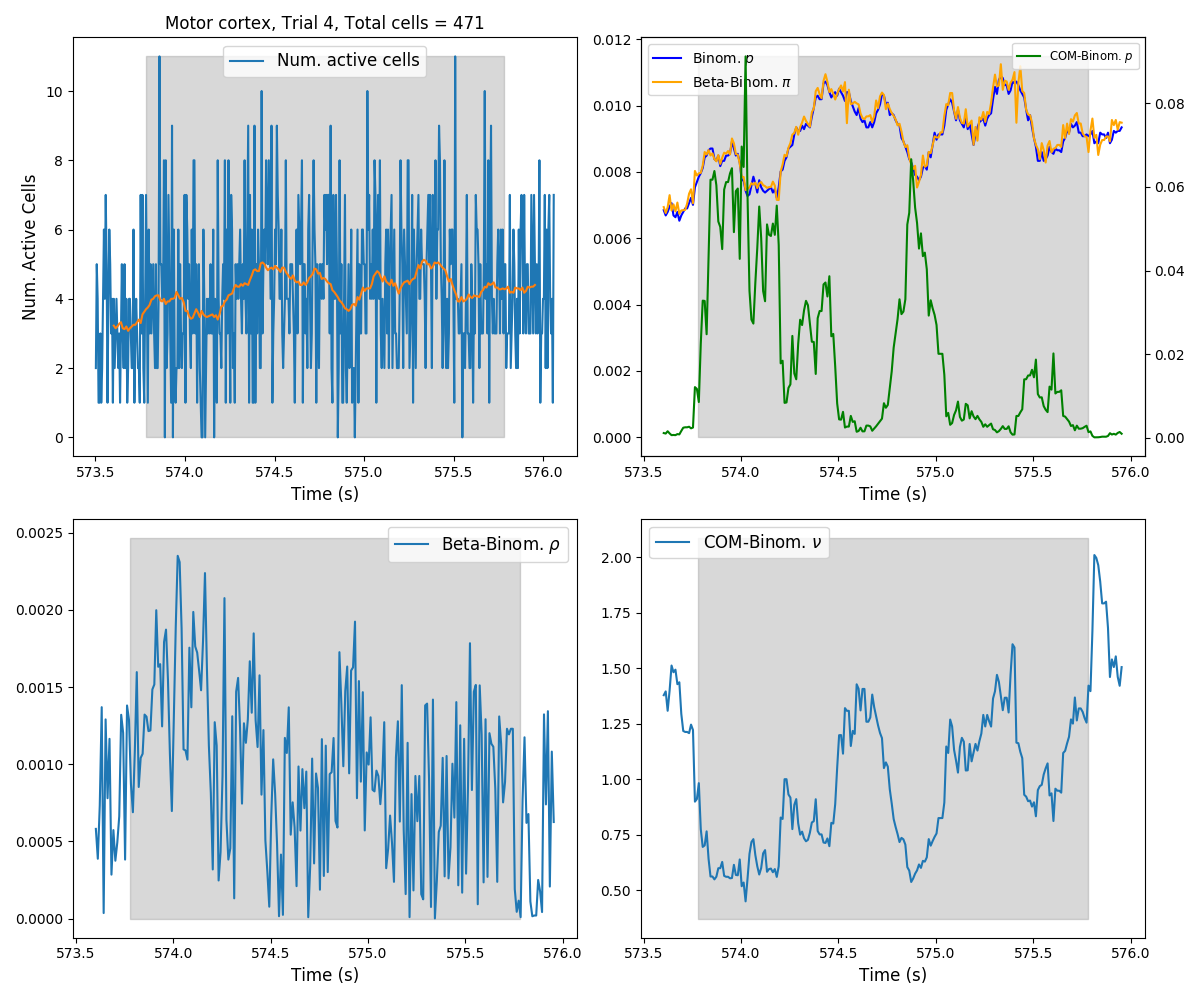 Motor cortex, Trial 4, Total cells = 471
Num. active cells
Num. Active Cells
10
8
6
4
2
0
573.5 574.0 574.5 575.0 575.5 576.0
Time (s)
Binom. p
Beta-Binom. π
COM-Binom. p
0.012
0.010
0.008
0.006
0.004
0.002
0.000
0.08
0.06
0.04
0.02
0.00
573.5 574.0 574.5 575.0 575.5 576.0
Time (s)
Beta-Binom. ρ
0.0025
0.0020
0.0015
0.0010
0.0005
0.0000
573.5 574.0 574.5 575.0 575.5 576.0
Time (s)
COM-Binom. ν
2.00
1.75
1.50
1.25
1.00
0.75
0.50
573.5 574.0 574.5 575.0 575.5 576.0
Time (s)